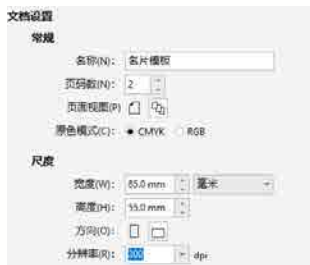 文档设置
常规
名称(N): 名片模板
页码数(N): 2
页面视图(P)
原色模式(C): CMYK RGB
尺度
宽度(W): 85.0 mm 毫米
高度(H): 55.0 mm
方向(O):
分辨率(R): 300 dpi